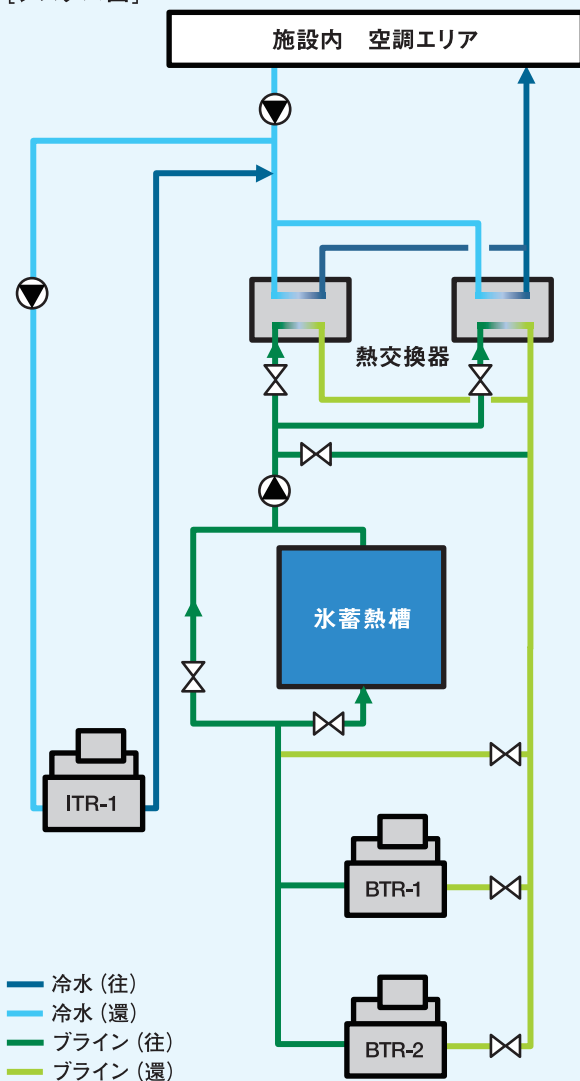 施設内 空調エリア
熱交換器
氷蓄熱槽
ITR-1
BTR-1
BTR-2
冷水（往）
冷水（還）
ブライン（往）
ブライン（還）